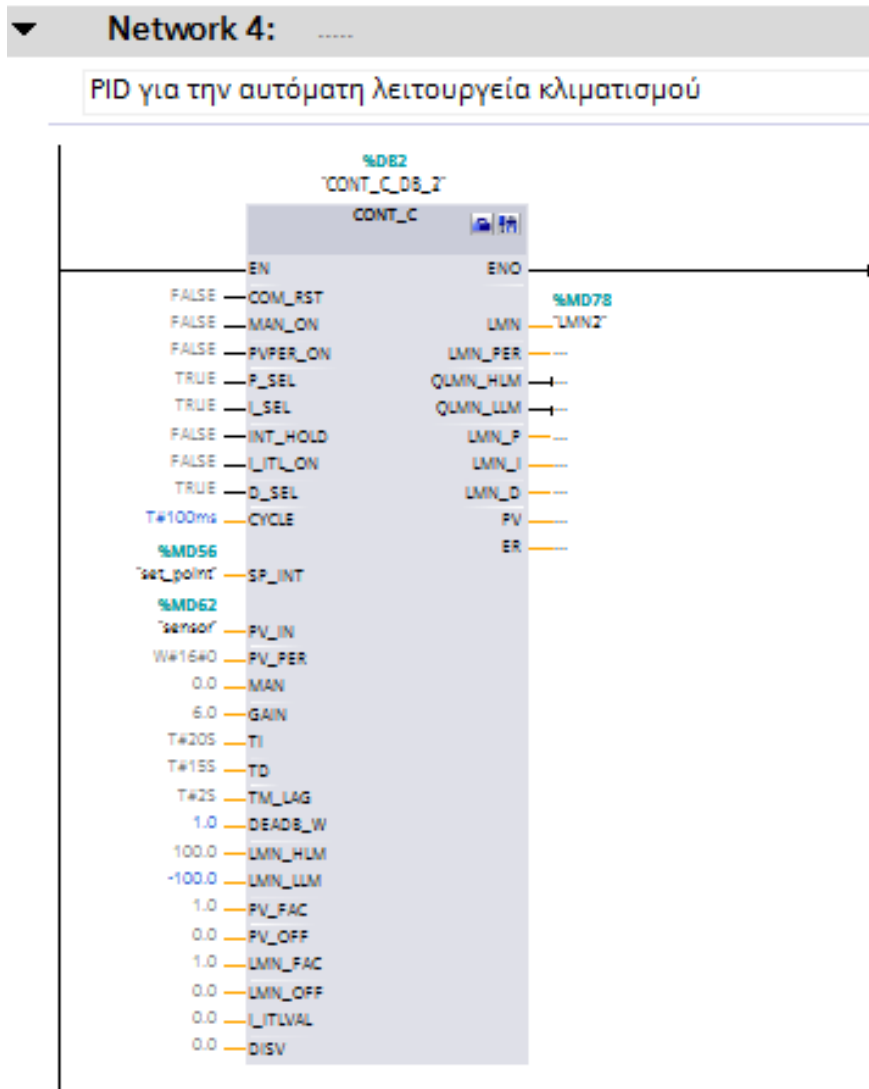 Network 4: .....
PID για την αυτόματη λειτουργεία κλιματισμού
%DB2
"CONT_C_DB_2"
CONT_C
EN ENO
FALSE COM_RST %MD78
FALSE MAN_ON LMN "LMN2"
FALSE PVPER_ON LMN_PER ...
TRUE P_SEL QLMN_HLM ...
TRUE I_SEL QLMN_LLM ...
FALSE INT_HOLD LMN_P ...
FALSE I_ITL_ON LMN_I ...
TRUE D_SEL LMN_D ...
T#100ms CYCLE PV ...
%MD56 ER ...
"set_point" SP_INT
%MD62
"sensor" PV_IN
W#16#0 PV_PER
0.0 MAN
6.0 GAIN
T#20S TI
T#15S TD
T#2S TM_LAG
1.0 DEADB_W
100.0 LMN_HLM
-100.0 LMN_LLM
1.0 PV_FAC
0.0 PV_OFF
1.0 LMN_FAC
0.0 LMN_OFF
0.0 I_ITLVAL
0.0 DISV